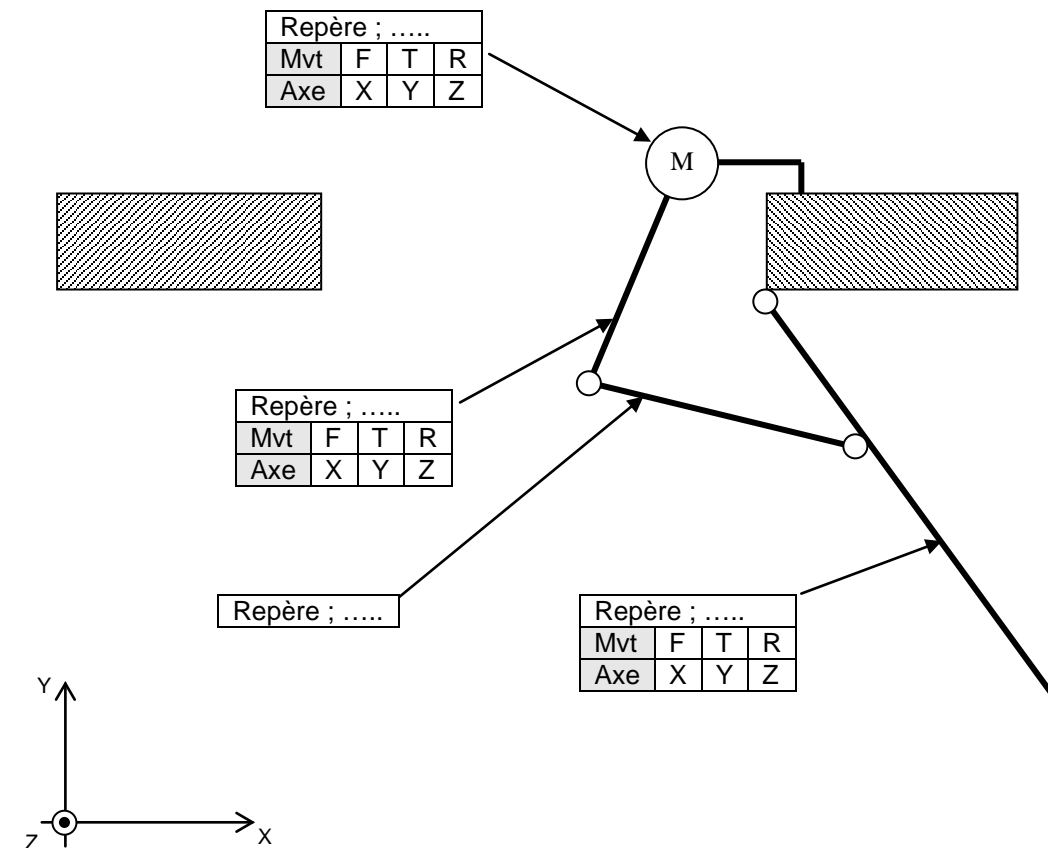 Repère ; …..
Mvt F T R
Axe X Y Z
M
Repère ; …..
Mvt F T R
Axe X Y Z
Repère ; …..
Repère ; …..
Mvt F T R
Axe X Y Z
Y
X
Z